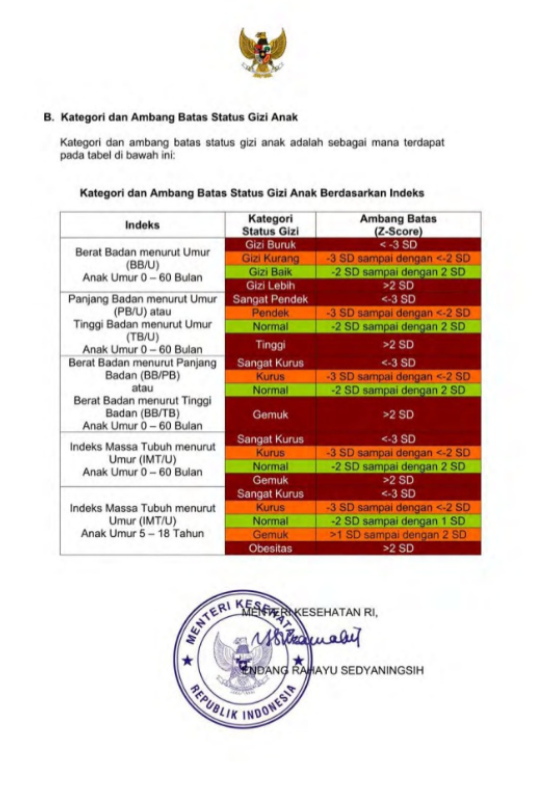 B. Kategori dan Ambang Batas Status Gizi Anak
Kategori dan ambang batas status gizi anak adalah sebagai mana terdapat
pada tabel di bawah ini:
Kategori dan Ambang Batas Status Gizi Anak Berdasarkan Indeks
Indeks
Kategori
Status Gizi
Ambang Batas
(Z-Score)
Berat Badan menurut Umur
(BB/U)
Anak Umur 0 – 60 Bulan
Gizi Buruk
< -3 SD
Gizi Kurang
-3 SD sampai dengan <-2 SD
Gizi Baik
-2 SD sampai dengan 2 SD
Gizi Lebih
>2 SD
Panjang Badan menurut Umur
(PB/U) atau
Tinggi Badan menurut Umur
(TB/U)
Anak Umur 0 – 60 Bulan
Sangat Pendek
<-3 SD
Pendek
-3 SD sampai dengan <-2 SD
Normal
-2 SD sampai dengan 2 SD
Tinggi
>2 SD
Berat Badan menurut Panjang
Badan (BB/PB)
atau
Berat Badan menurut Tinggi
Badan (BB/TB)
Anak Umur 0 – 60 Bulan
Sangat Kurus
<-3 SD
Kurus
-3 SD sampai dengan <-2 SD
Normal
-2 SD sampai dengan 2 SD
Gemuk
>2 SD
Indeks Massa Tubuh menurut
Umur (IMT/U)
Anak Umur 0 – 60 Bulan
Sangat Kurus
<-3 SD
Kurus
-3 SD sampai dengan <-2 SD
Normal
-2 SD sampai dengan 2 SD
Gemuk
>2 SD
Indeks Massa Tubuh menurut
Umur (IMT/U)
Anak Umur 5 – 18 Tahun
Sangat Kurus
<-3 SD
Kurus
-3 SD sampai dengan <-2 SD
Normal
-2 SD sampai dengan 1 SD
Gemuk
>1 SD sampai dengan 2 SD
Obesitas
>2 SD
MENTERI KESEHATAN RI,
ENDANG RAHAYU SEDYANINGSIH
MENTERI KESEHATAN
REPUBLIK INDONESIA